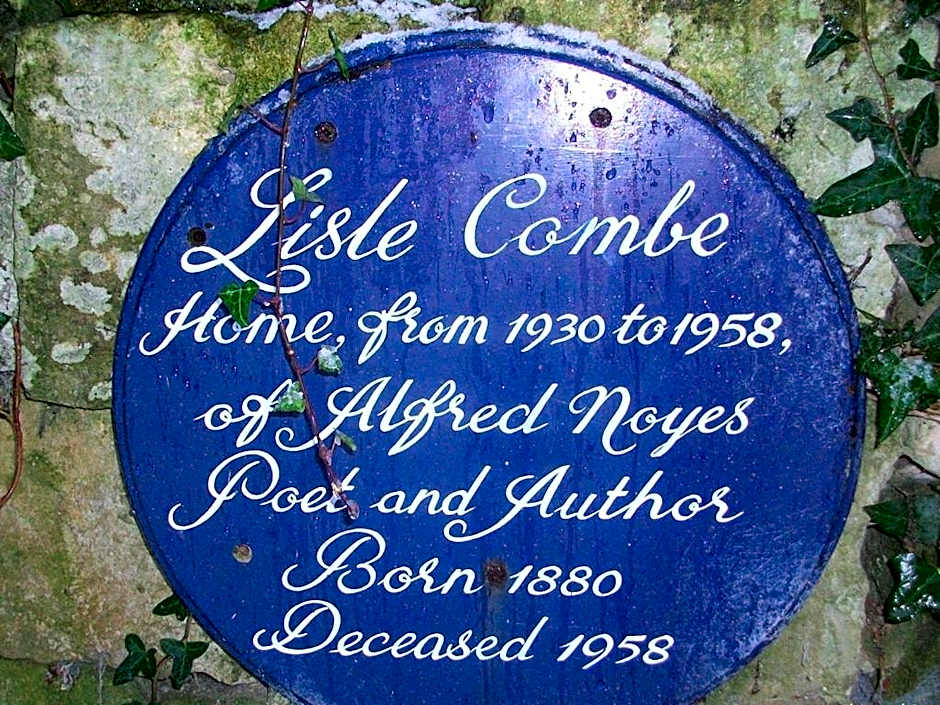 Lisle Combe
Home, from 1930 to 1958,
of Alfred Noyes
Poet and Author
Born 1880
Deceased 1958